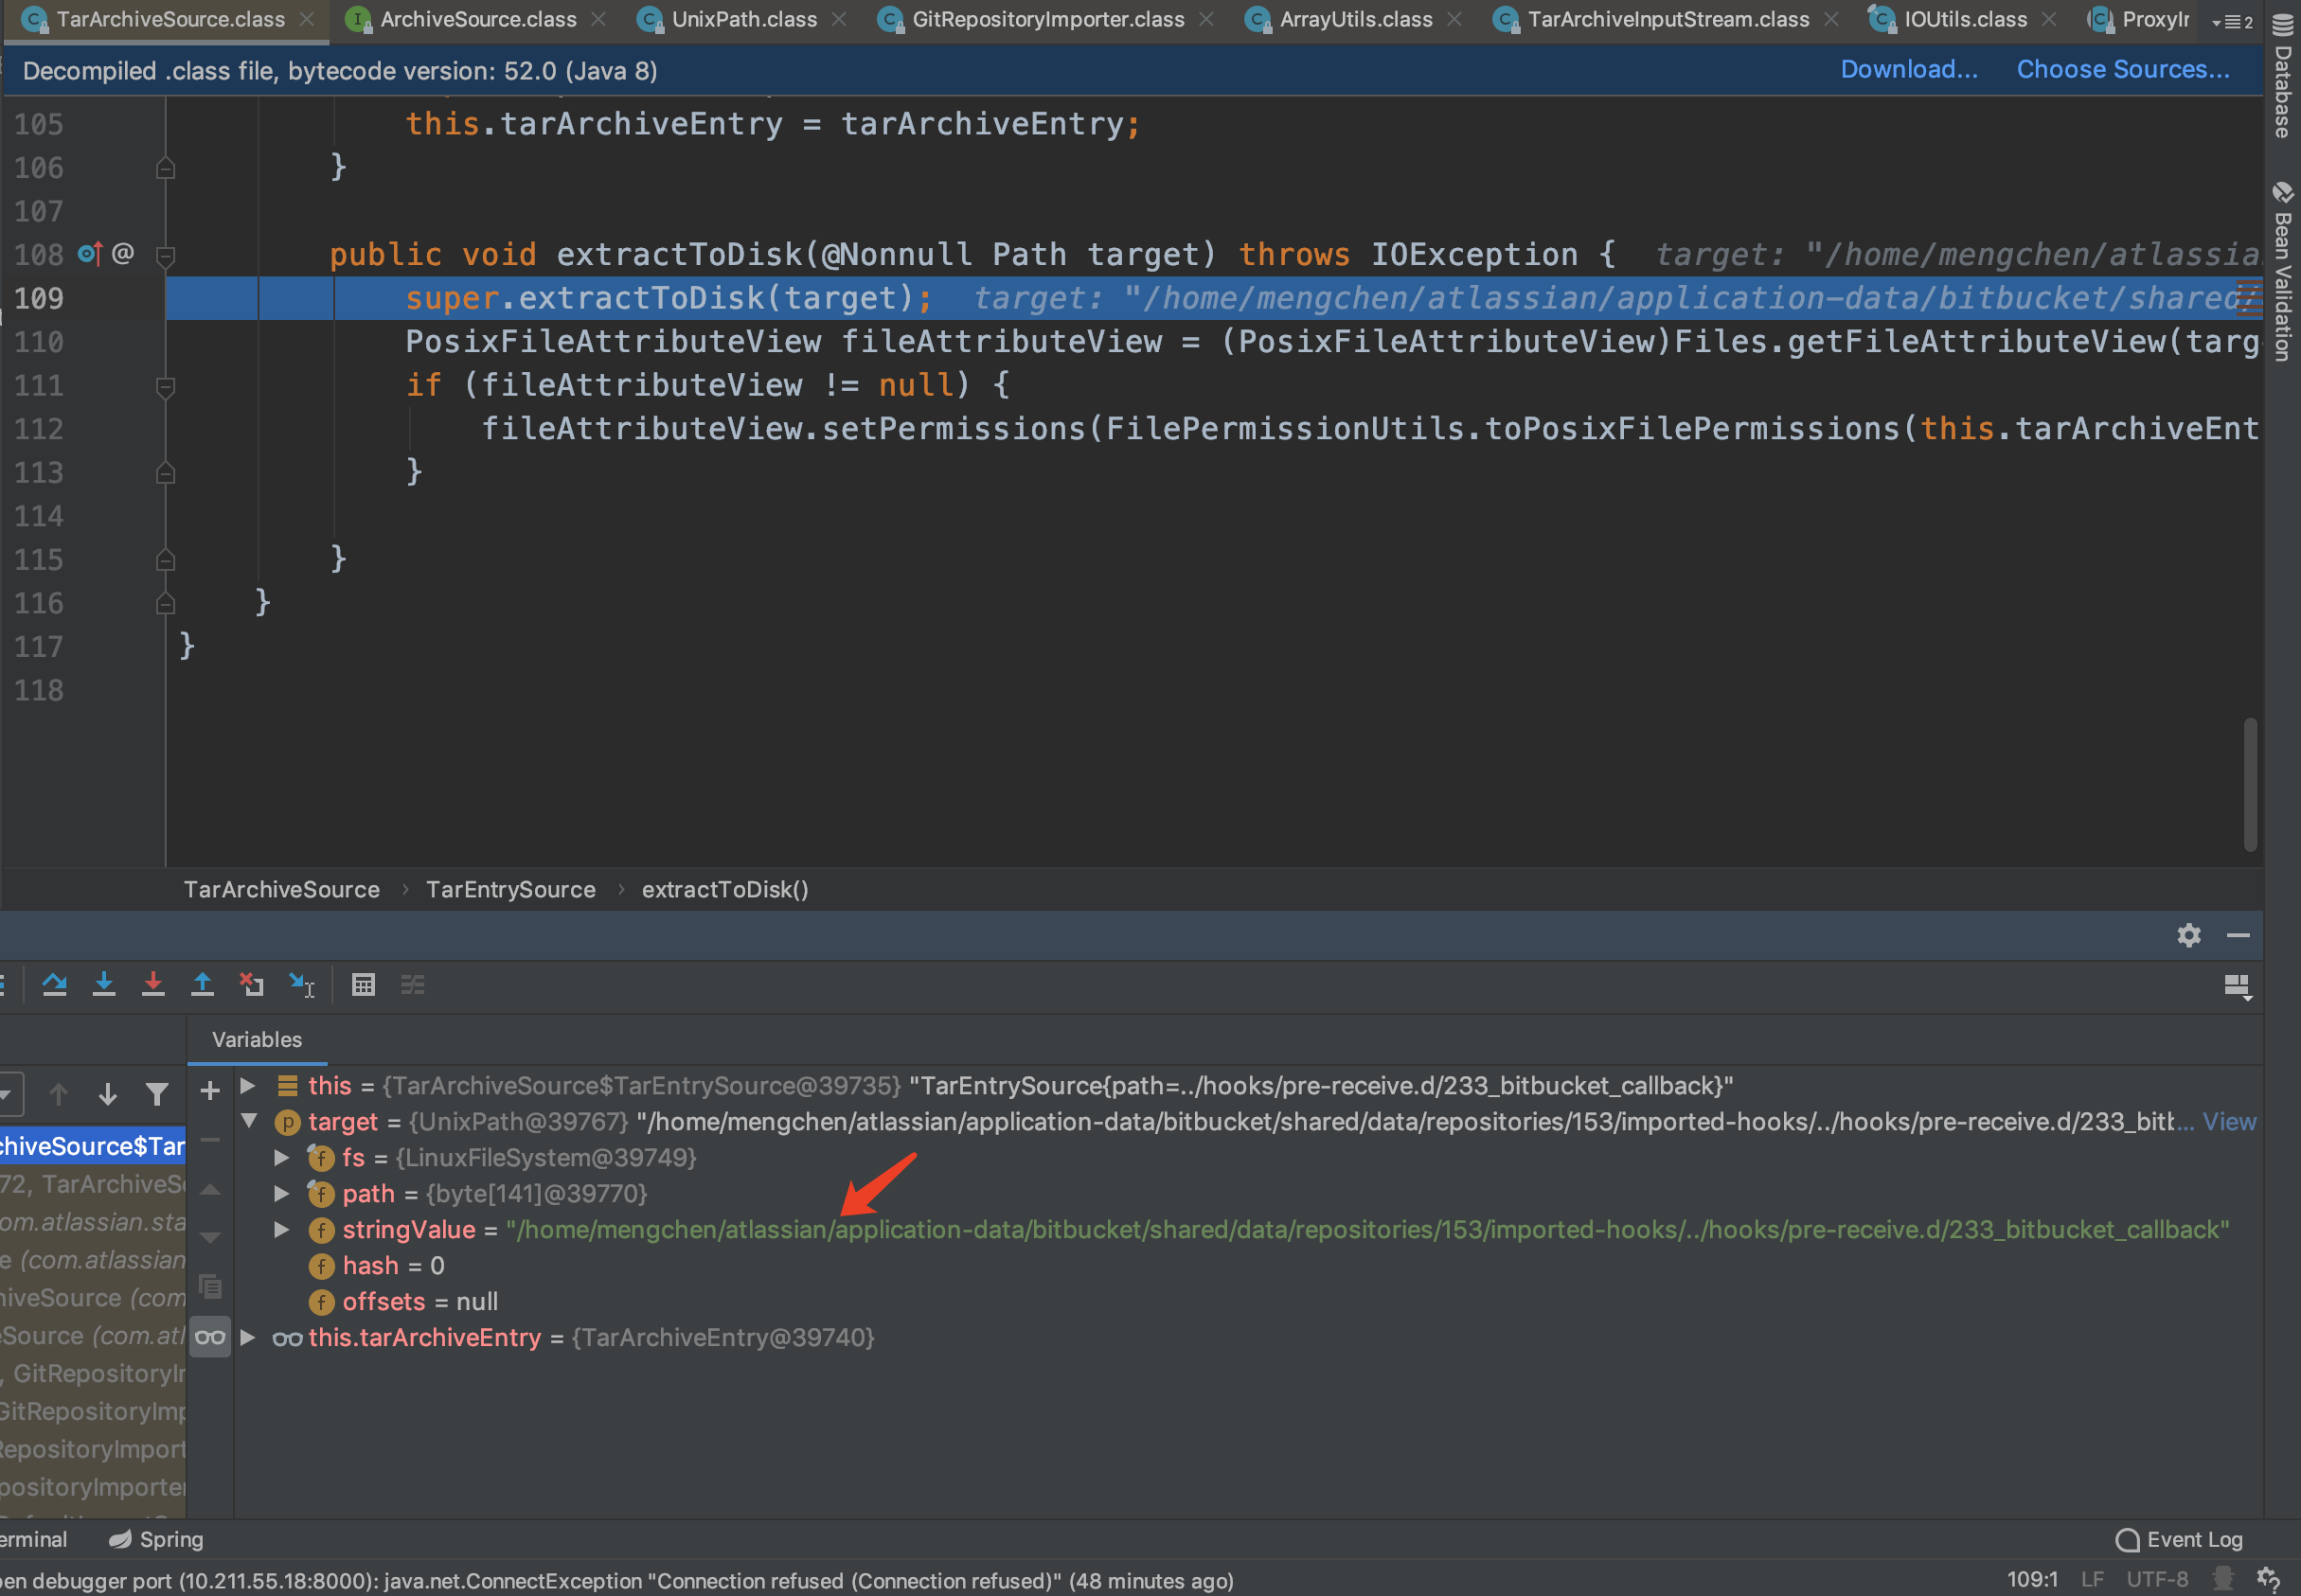 TarArchiveSource.class ArchiveSource.class UnixPath.class GitRepositoryImporter.class ArrayUtils.class TarArchiveInputStream.class IOUtils.class 2
Decompiled .class file, bytecode version: 52.0 (Java 8) Download... Choose Sources...
Database
Bean Validation
105 this.tarArchiveEntry = tarArchiveEntry;
106 }
107
108 @ public void extractToDisk(@Nonnull Path target) throws IOException { target: "/home/mengchen/atlassia
109 super.extractToDisk(target); target: "/home/mengchen/atlassian/application-data/bitbucket/shared/
110 PosixFileAttributeView fileAttributeView = (PosixFileAttributeView)Files.getFileAttributeView(targ
111 if (fileAttributeView != null) {
112 fileAttributeView.setPermissions(FilePermissionUtils.toPosixFilePermissions(this.tarArchiveEnt
113 }
114
115 }
116 }
117 }
118
TarArchiveSource › TarEntrySource › extractToDisk()
Variables
this = {TarArchiveSource$TarEntrySource@39735} "TarEntrySource{path=../hooks/pre-receive.d/233_bitbucket_callback}"
target = {UnixPath@39767} "/home/mengchen/atlassian/application-data/bitbucket/shared/data/repositories/153/imported-hooks/../hooks/pre-receive.d/233_bitt... View
fs = {LinuxFileSystem@39749}
path = {byte[141]@39770}
stringValue = "/home/mengchen/atlassian/application-data/bitbucket/shared/data/repositories/153/imported-hooks/../hooks/pre-receive.d/233_bitbucket_callback"
hash = 0
offsets = null
this.tarArchiveEntry = {TarArchiveEntry@39740}
chiveSource$Tar
72, TarArchiveS
om.atlassian.sta
e (com.atlassian
hiveSource (com
eSource (com.atl
, GitRepositoryI
GitRepositoryImp
RepositoryImport
positoryImporter
erminal Spring Event Log
en debugger port (10.211.55.18:8000): java.net.ConnectException "Connection refused (Connection refused)" (48 minutes ago) 109:1 LF UTF-8